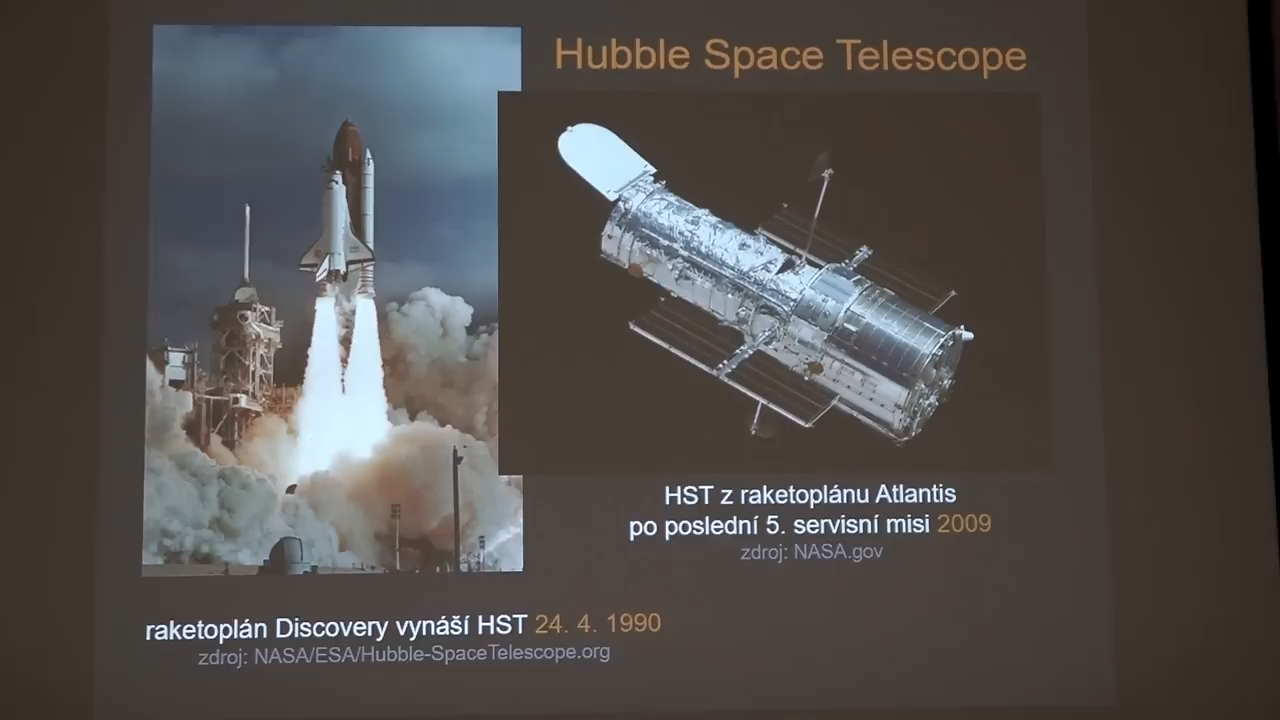 Hubble Space Telescope
HST z raketoplánu Atlantis
po poslední 5. servisní misi 2009
zdroj: NASA.gov
raketoplán Discovery vynáší HST 24. 4. 1990
zdroj: NASA/ESA/Hubble-SpaceTelescope.org